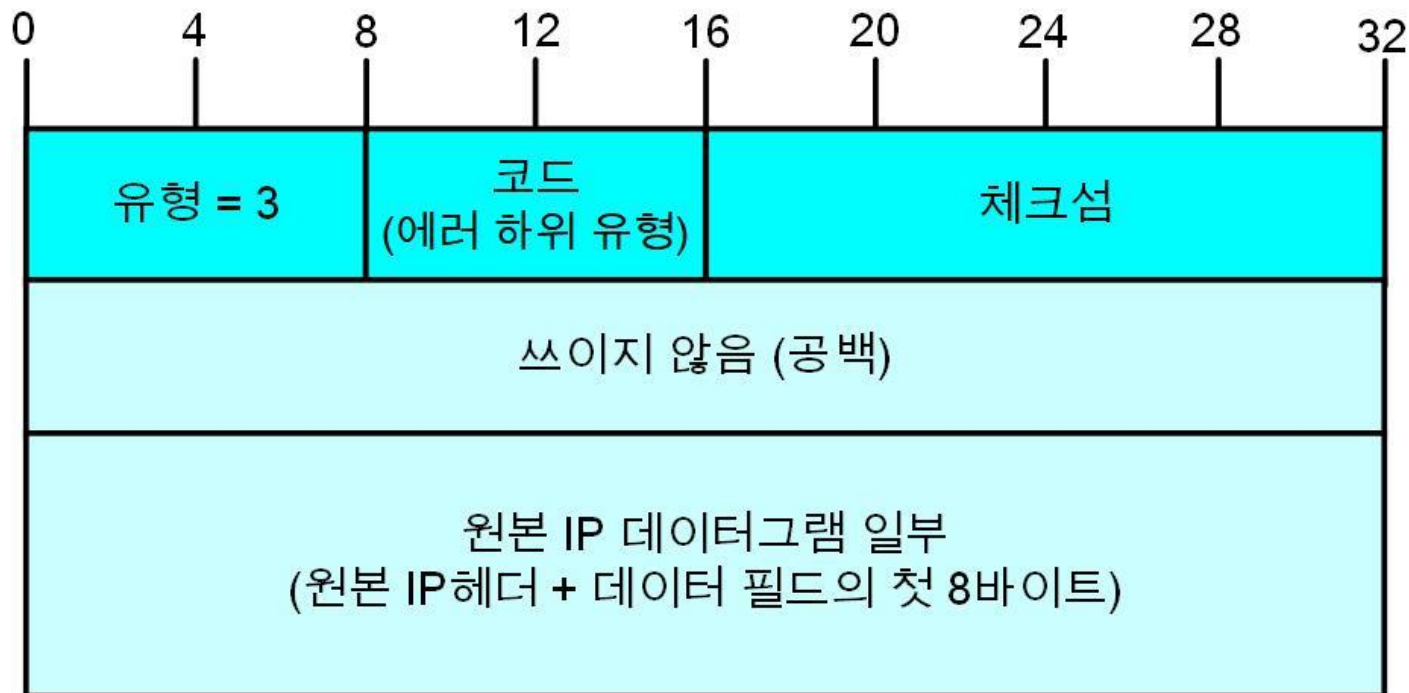 0 4 8 12 16 20 24 28 32
유형 = 3
코드
(에러 하위 유형)
체크섬
쓰이지 않음 (공백)
원본 IP 데이터그램 일부
(원본 IP헤더 + 데이터 필드의 첫 8바이트)